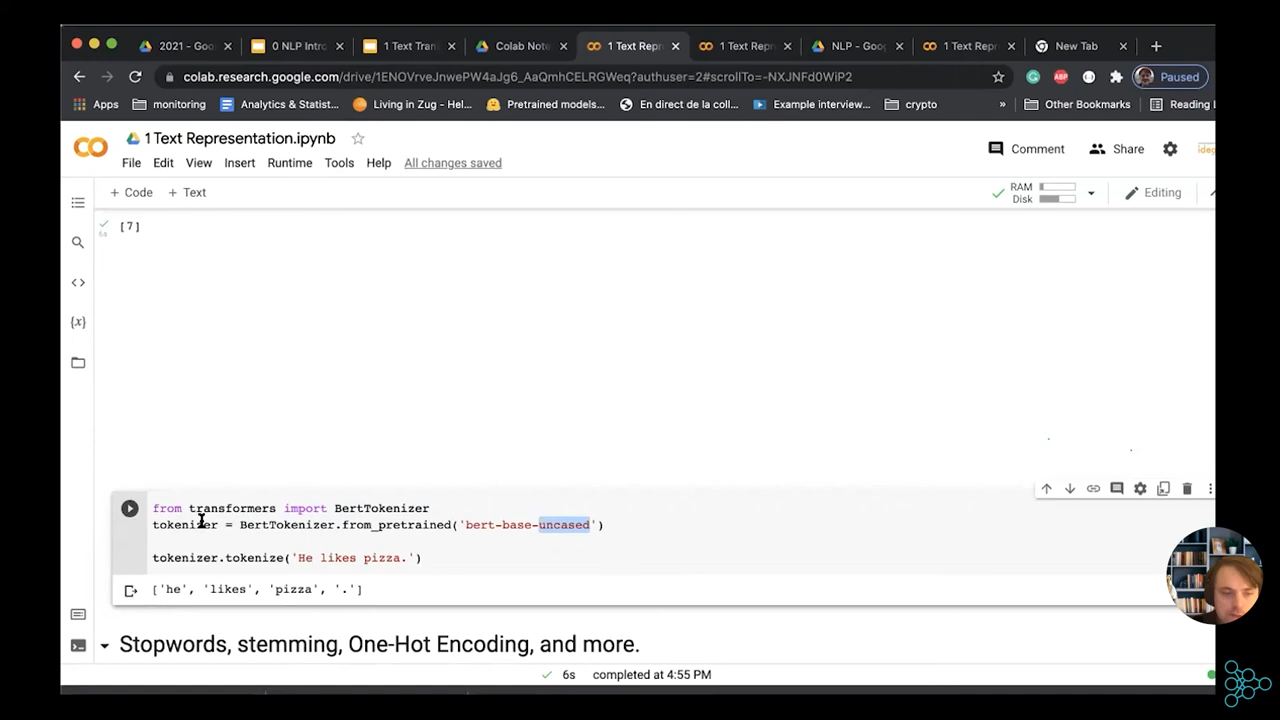 2021 - Goo
0 NLP Intro
1 Text Tran
Colab Note
1 Text Repr
1 Text Repr
NLP - Goog
1 Text Repr
New Tab
colab.research.google.com/drive/1ENOVrveJnwePW4aJg6_AaQmhCELRGWeq?authuser=2#scrollTo=-NXJNFd0WiP2
ABP
Paused
Apps
monitoring
Analytics & Statist...
Living in Zug - Hel...
Pretrained models...
En direct de la coll...
Example interview...
crypto
»
Other Bookmarks
Reading l
1 Text Representation.ipynb
Comment
Share
ideg
File Edit View Insert Runtime Tools Help All changes saved
+ Code + Text
RAM
Disk
Editing
[7]
6s
{x}
from transformers import BertTokenizer
tokenizer = BertTokenizer.from_pretrained('bert-base-uncased')
tokenizer.tokenize('He likes pizza.')
['he', 'likes', 'pizza', '.']
Stopwords, stemming, One-Hot Encoding, and more.
6s completed at 4:55 PM